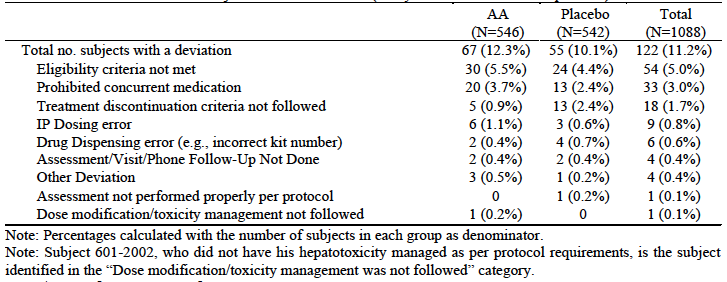 AA Placebo Total
(N=546) (N=542) (N=1088)
Total no. subjects with a deviation 67 (12.3%) 55 (10.1%) 122 (11.2%)
Eligibility criteria not met 30 (5.5%) 24 (4.4%) 54 (5.0%)
Prohibited concurrent medication 20 (3.7%) 13 (2.4%) 33 (3.0%)
Treatment discontinuation criteria not followed 5 (0.9%) 13 (2.4%) 18 (1.7%)
IP Dosing error 6 (1.1%) 3 (0.6%) 9 (0.8%)
Drug Dispensing error (e.g., incorrect kit number) 2 (0.4%) 4 (0.7%) 6 (0.6%)
Assessment/Visit/Phone Follow-Up Not Done 2 (0.4%) 2 (0.4%) 4 (0.4%)
Other Deviation 3 (0.5%) 1 (0.2%) 4 (0.4%)
Assessment not performed properly per protocol 0 1 (0.1%) 1 (0.1%)
Dose modification/toxicity management not followed 1 (0.2%) 0 1 (0.1%)
Note: Percentages calculated with the number of subjects in each group as denominator.
Note: Subject 601-2002, who did not have his hepatotoxicity managed as per protocol requirements, is the subject
identified in the “Dose modification/toxicity management was not followed” category.